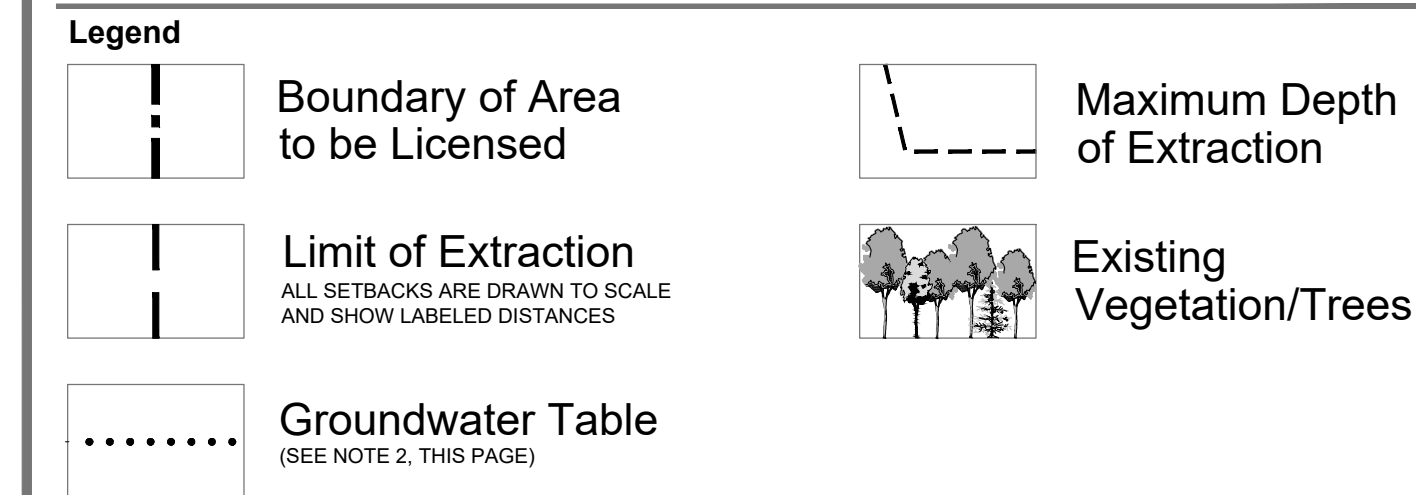 Legend
Boundary of Area
to be Licensed
Limit of Extraction
ALL SETBACKS ARE DRAWN TO SCALE
AND SHOW LABELED DISTANCES
Groundwater Table
(SEE NOTE 2, THIS PAGE)
Maximum Depth
of Extraction
Existing
Vegetation/Trees